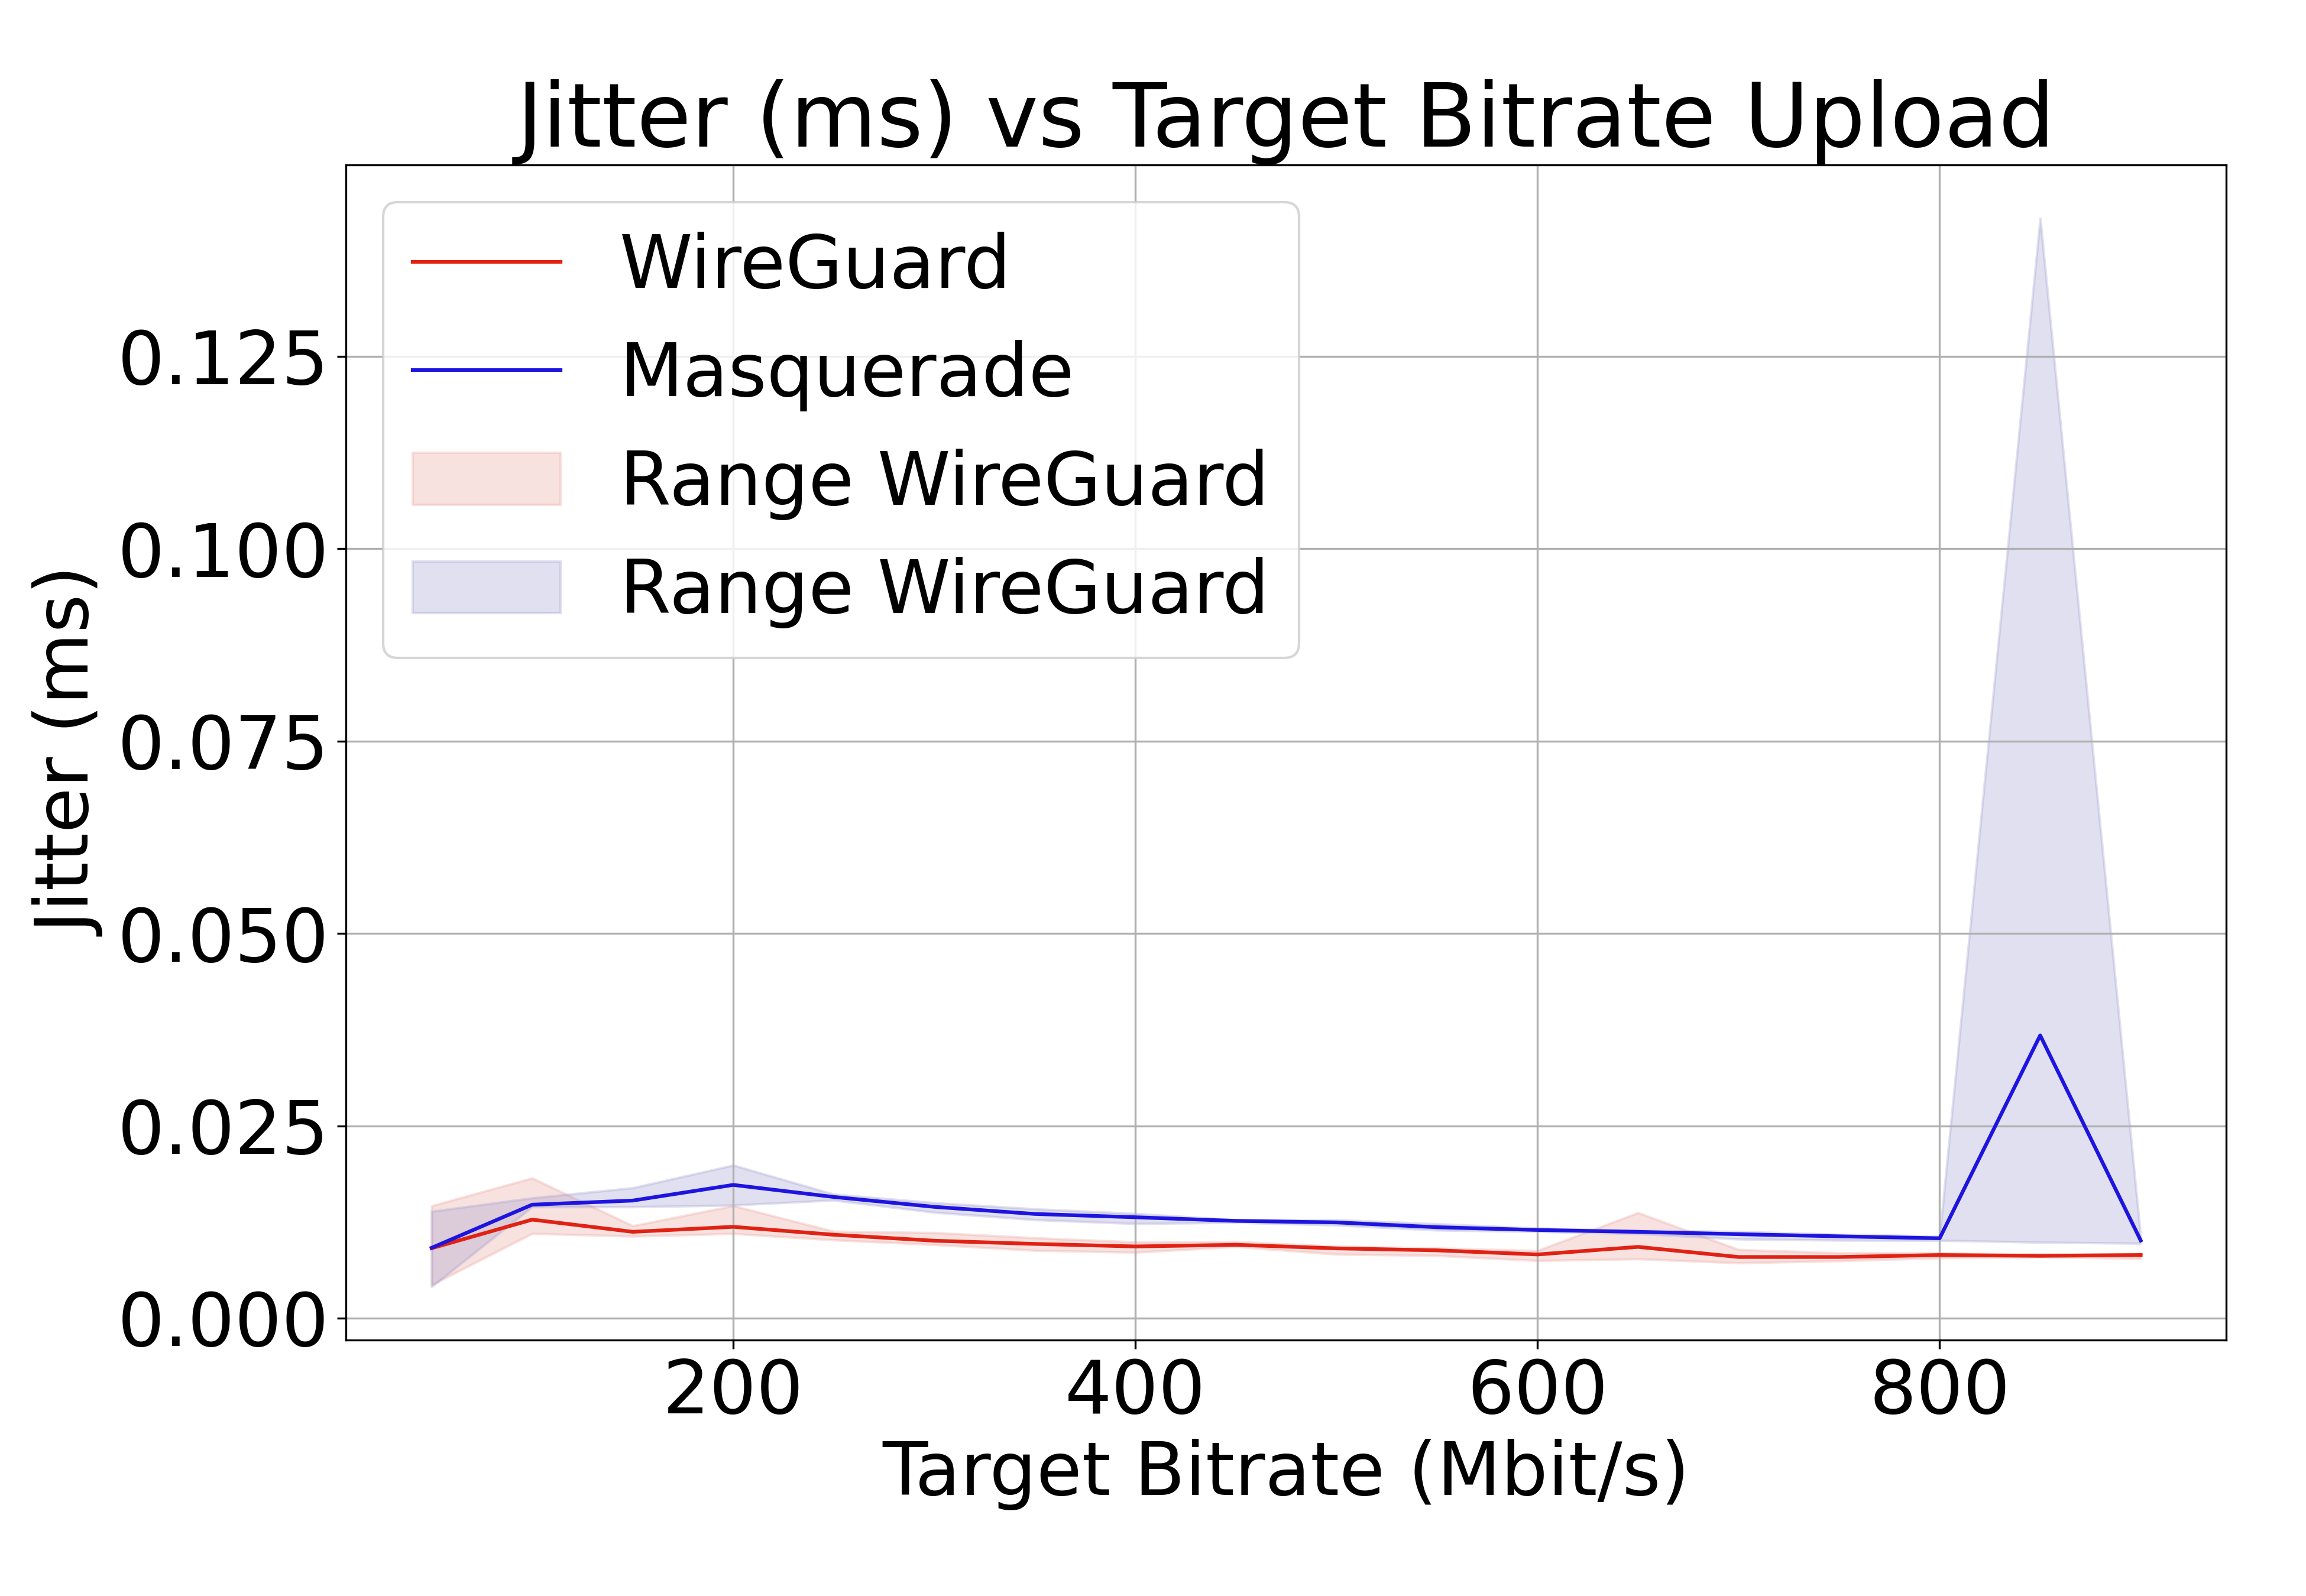 Jitter (ms) vs Target Bitrate Upload
WireGuard
Masquerade
Range WireGuard
Range WireGuard
Jitter (ms)
0.125
0.100
0.075
0.050
0.025
0.000
200 400 600 800
Target Bitrate (Mbit/s)